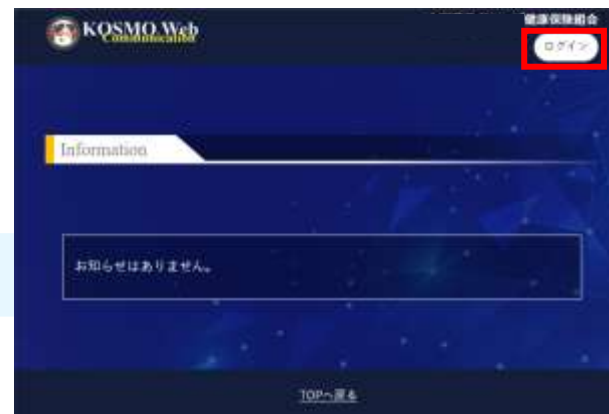 KOSMO Web
Communication
健康保険組合
ログイン
Information
お知らせはありません。
TOPへ戻る